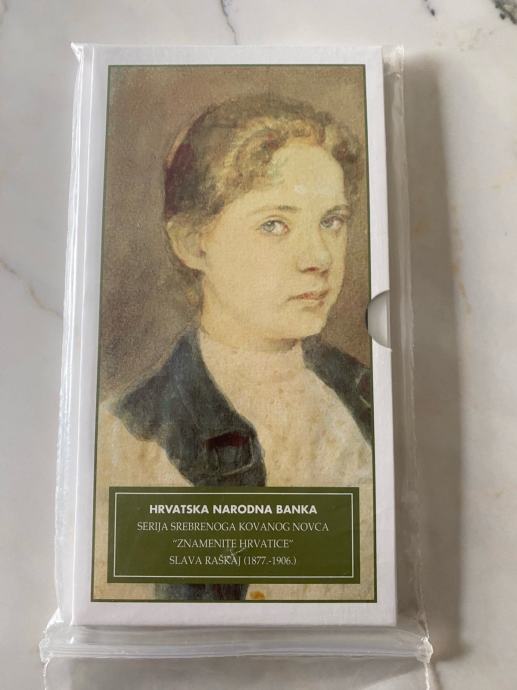 HRVATSKA NARODNA BANKA
SERIJA SREBRENOGA KOVANOG NOVCA
“ZNAMENITE HRVATICE”
SLAVA RAŠKAJ (1877.-1906.)